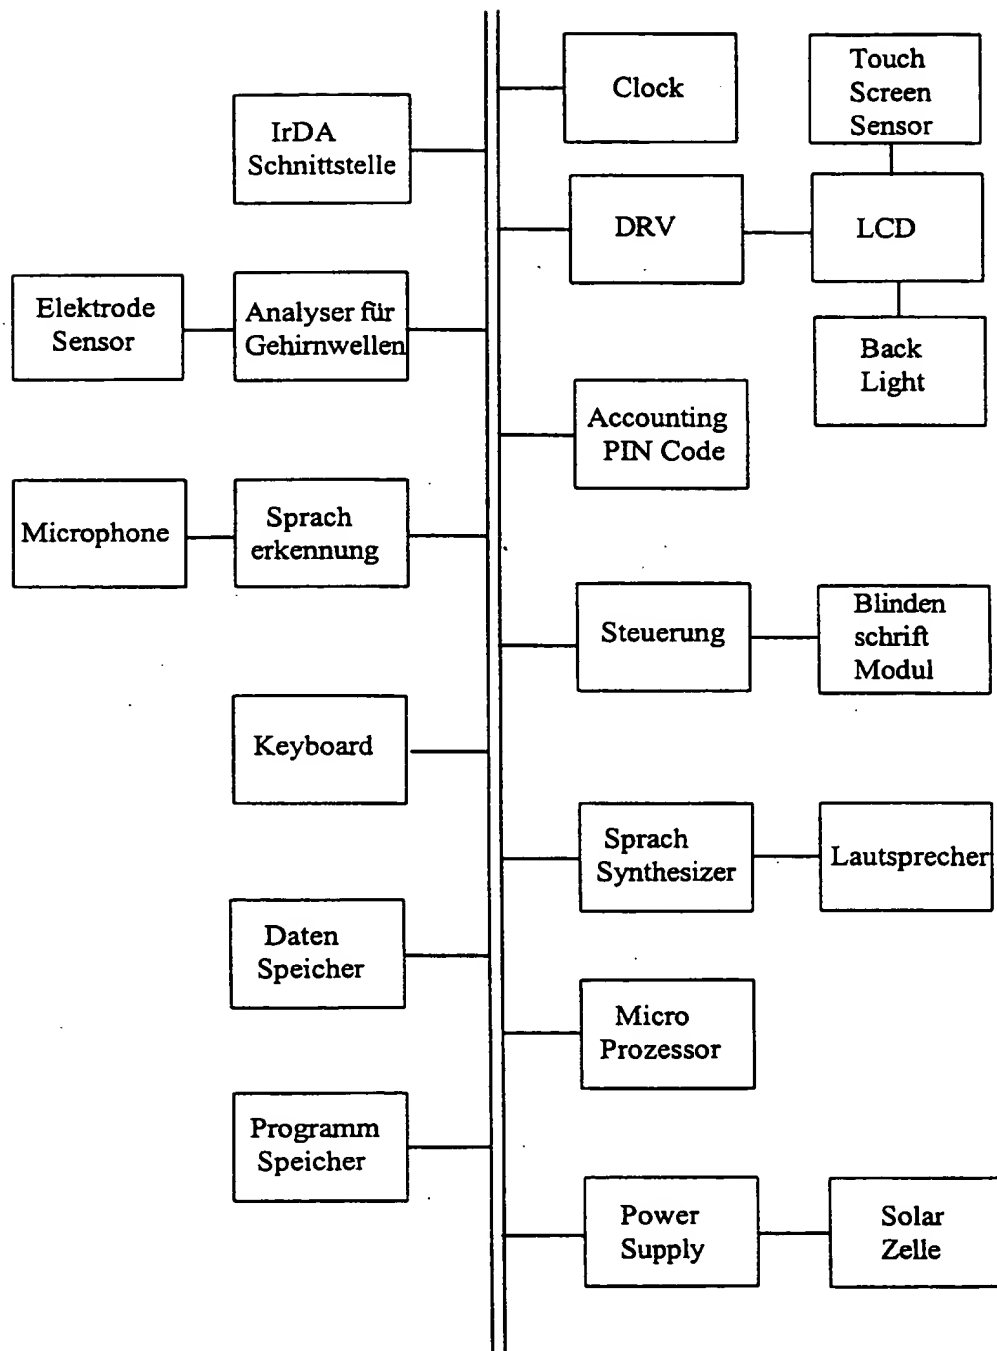 Clock
Touch
Screen
Sensor
IrDA
Schnittstelle
DRV
LCD
Elektrode
Sensor
Analyser für
Gehirnwellen
Back
Light
Accounting
PIN Code
Microphone
Sprach
erkennung
Steuerung
Blinden
schrift
Modul
Keyboard
Sprach
Synthesizer
Lautsprecher
Daten
Speicher
Micro
Prozessor
Programm
Speicher
Power
Supply
Solar
Zelle